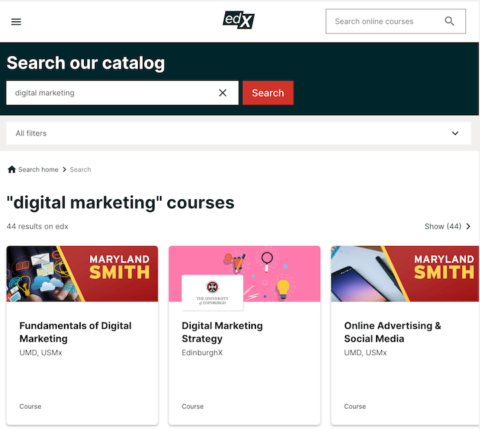 edX
Search online courses
Search our catalog
digital marketing
Search
All filters
Search home
Search
"digital marketing" courses
44 results on edx
Show (44)
MARYLAND
SMITH
THE UNIVERSITY
of EDINBURGH
MARYLAND
SMITH
Fundamentals of Digital
Marketing
UMD, USMx
Course
Digital Marketing
Strategy
EdinburghX
Course
Online Advertising &
Social Media
UMD, USMx
Course